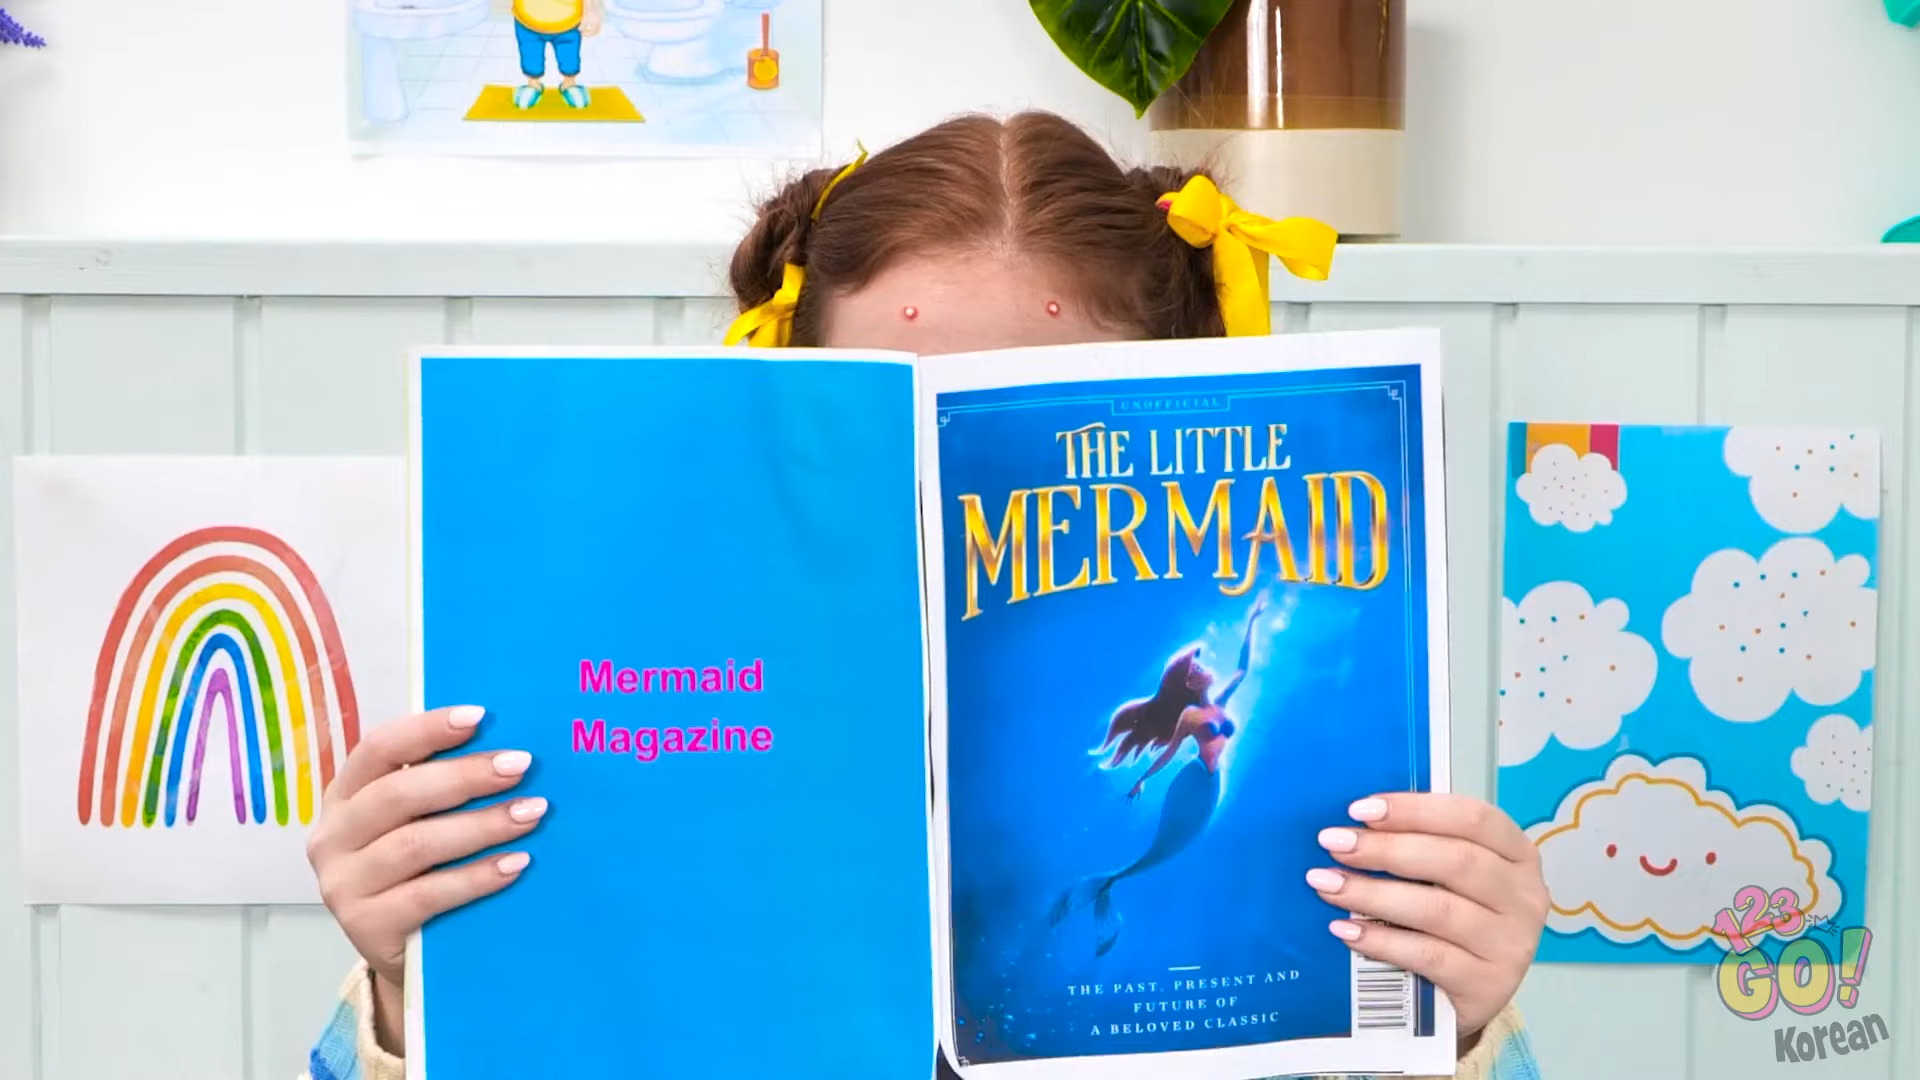 Mermaid
Magazine
UNOFFICIAL
THE LITTLE
MERMAID
THE PAST, PRESENT AND
FUTURE OF
A BELOVED CLASSIC
123
GO!
Korean